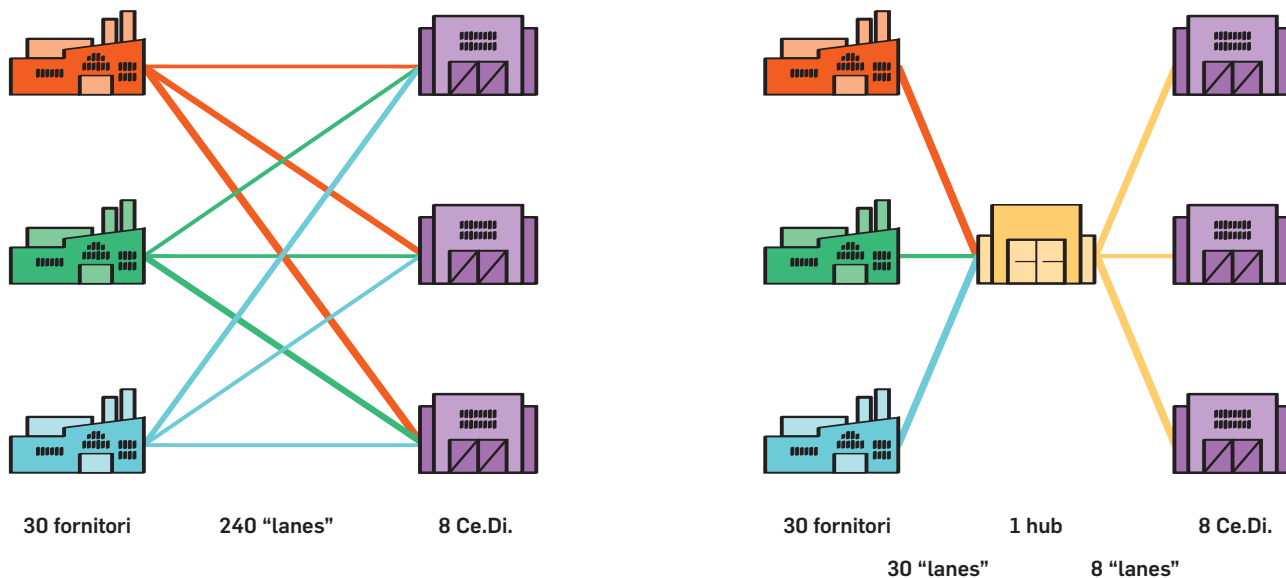 30 fornitori
240 “lanes”
8 Ce.Di.
30 fornitori
1 hub
8 Ce.Di.
30 “lanes”
8 “lanes”